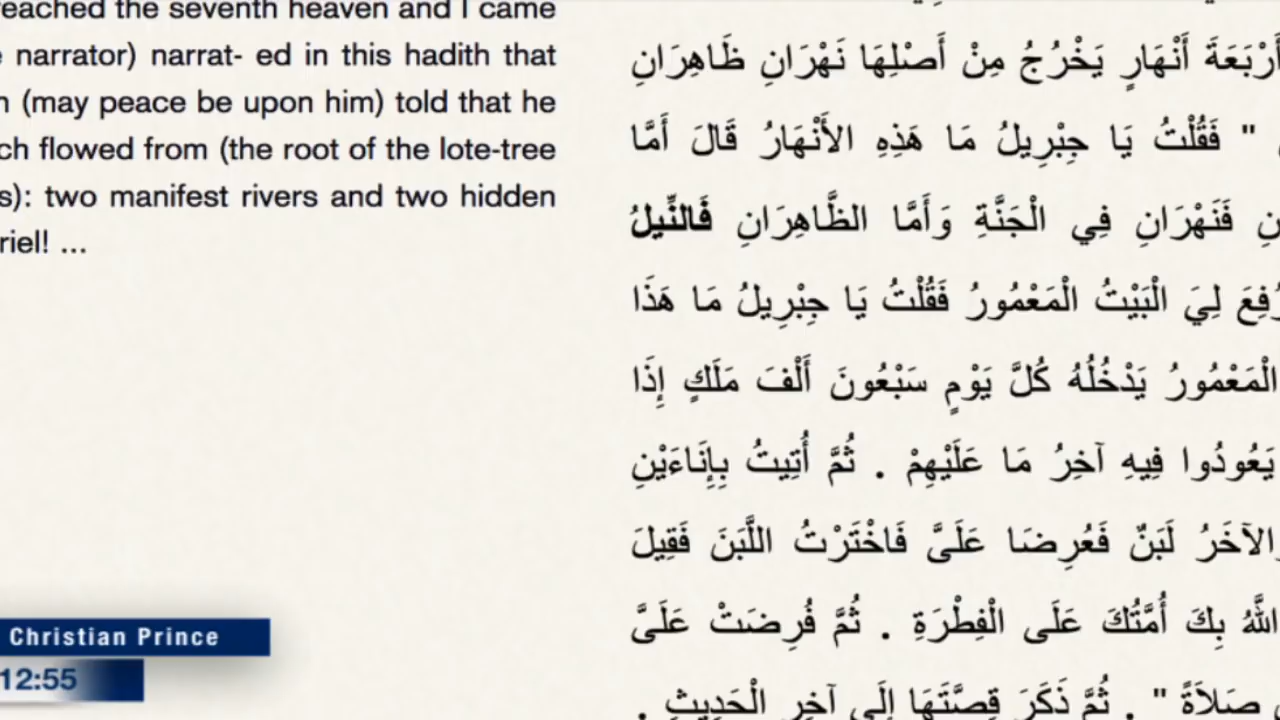 reached the seventh heaven and I came
narrator) narrat- ed in this hadith that
(may peace be upon him) told that he
flowed from (the root of the lote-tree
two manifest rivers and two hidden
...
أَرْبَعَةَ أَنْهَارٍ يَخْرُجُ مِنْ أَصْلِهَا نَهْرَانِ ظَاهِرَانِ
" فَقُلْتُ يَا جِبْرِيلُ مَا هَذِهِ الأَنْهَارُ قَالَ أَمَّا
فَنَهْرَانِ فِي الْجَنَّةِ وَأَمَّا الظَّاهِرَانِ فَالنِّيلُ
رُفِعَ لِيَ الْبَيْتُ الْمَعْمُورُ فَقُلْتُ يَا جِبْرِيلُ مَا هَذَا
الْمَعْمُورُ يَدْخُلُهُ كُلَّ يَوْمٍ سَبْعُونَ أَلْفَ مَلَكٍ إِذَا
يَعُودُوا فِيهِ آخِرُ مَا عَلَيْهِمْ . ثُمَّ أُتِيتُ بِإِنَاءَيْنِ
الآخَرُ لَبَنٌ فَعُرِضَا عَلَىَّ فَاخْتَرْتُ اللَّبَنَ فَقِيلَ
اللَّهُ بِكَ أُمَّتُكَ عَلَى الْفِطْرَةِ . ثُمَّ فُرِضَتْ عَلَىَّ
صَلاَةً " . ثُمَّ ذَكَرَ قِصَّتَهَا إِلَى آخِرِ الْحَدِيثِ .
Christian Prince
12:55